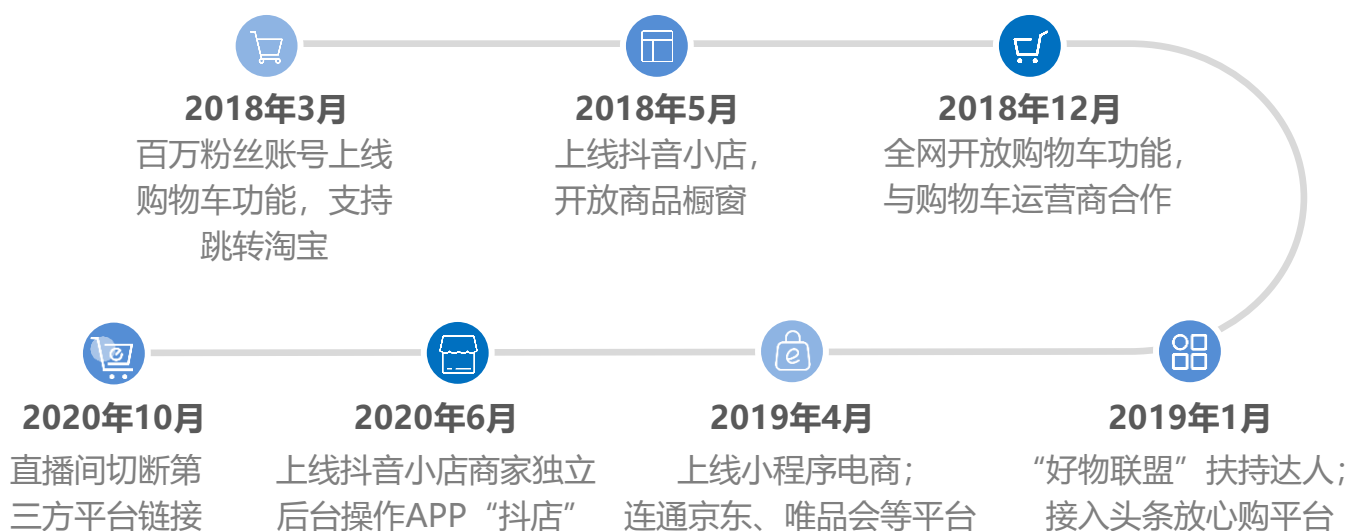 2018年3月
百万粉丝账号上线
购物车功能，支持
跳转淘宝
2018年5月
上线抖音小店，
开放商品橱窗
2018年12月
全网开放购物车功能，
与购物车运营商合作
2019年1月
“好物联盟”扶持达人；
接入头条放心购平台
2019年4月
上线小程序电商；
连通京东、唯品会等平台
2020年6月
上线抖音小店商家独立
后台操作APP“抖店”
2020年10月
直播间切断第
三方平台链接